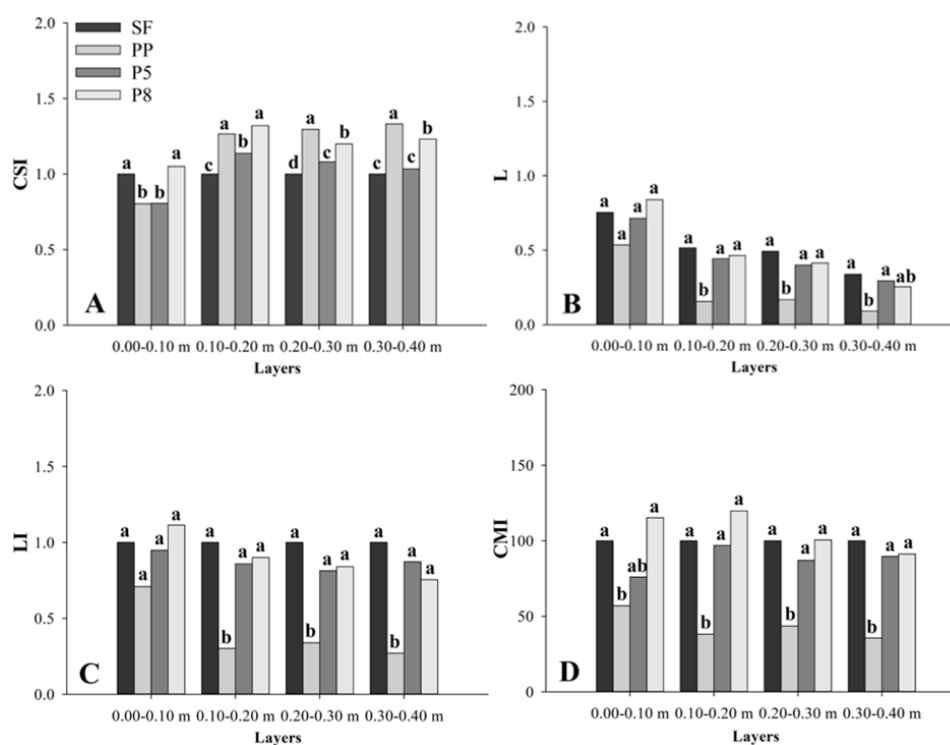 2.0
1.5
1.0
0.5
0.0
CSI
SF
PP
P5
P8
a b b a
c a b a
d a c b
c a c b
A
0.00-0.10 m 0.10-0.20 m 0.20-0.30 m 0.30-0.40 m
Layers
2.0
1.5
1.0
0.5
0.0
L
a a a a
a b a a
a b a a
a b a ab
B
0.00-0.10 m 0.10-0.20 m 0.20-0.30 m 0.30-0.40 m
Layers
2.0
1.5
1.0
0.5
0.0
LI
a a a a
a b a a
a b a a
a b a a
C
0.00-0.10 m 0.10-0.20 m 0.20-0.30 m 0.30-0.40 m
Layers
200
150
100
50
0
CMI
a b ab a
a b a a
a b a a
a b a a
D
0.00-0.10 m 0.10-0.20 m 0.20-0.30 m 0.30-0.40 m
Layers